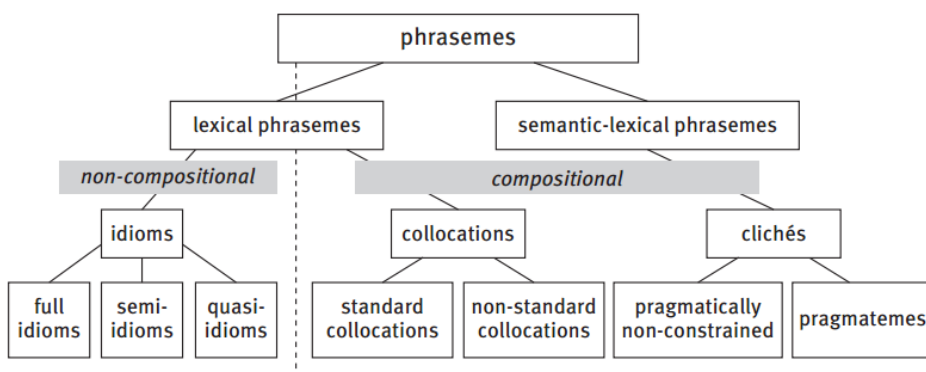 phrasemes
lexical phrasemes
semantic-lexical phrasemes
non-compositional
compositional
idioms
collocations
clichés
full
idioms
semi-
idioms
quasi-
idioms
standard
collocations
non-standard
collocations
pragmatically
non-constrained
pragmatemes